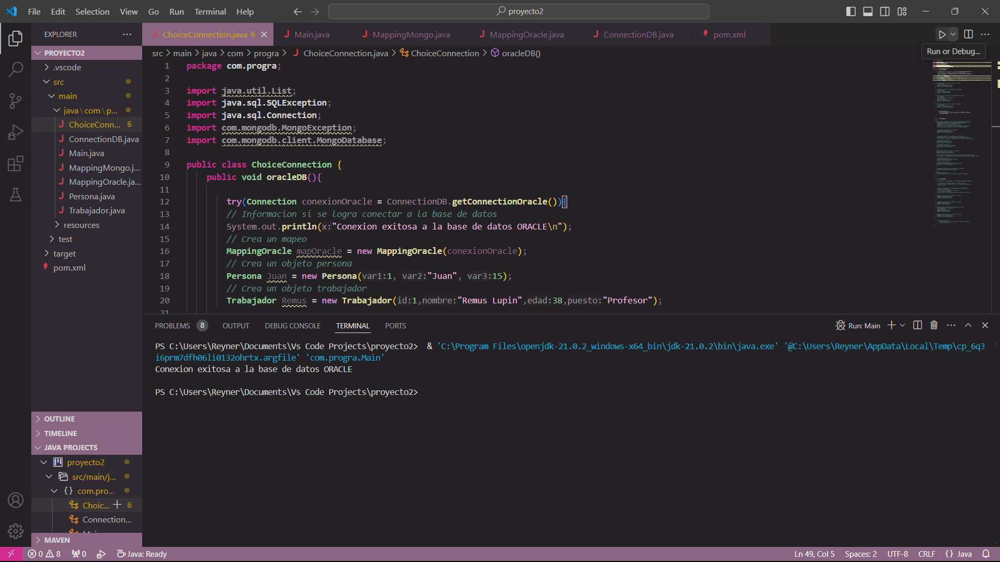 File Edit Selection View Go Run Terminal Help
proyecto2
EXPLORER
ChoiceConnection.java 6
Main.java
MappingMongo.java
MappingOracle.java
ConnectionDB.java
pom.xml
Run or Debug...
PROYECTO2
.vscode
src
main
java\com\p...
ChoiceConn... 6
ConnectionDB.java
Main.java
MappingMongo.j...
MappingOracle.ja...
Persona.java
Trabajador.java
resources
test
target
pom.xml
OUTLINE
TIMELINE
JAVA PROJECTS
proyecto2
src/main/j...
com.pro...
Choic... 6
Connection...
MAVEN
src > main > java > com > progra > ChoiceConnection.java > ChoiceConnection > oracleDB()
1 package com.progra;
2
3 import java.util.List;
4 import java.sql.SQLException;
5 import java.sql.Connection;
6 import com.mongodb.MongoException;
7 import com.mongodb.client.MongoDatabase;
8
9 public class ChoiceConnection {
10 public void oracleDB(){
11
12 try(Connection conexionOracle = ConnectionDB.getConnectionOracle()){
13 // Informacion si se logra conectar a la base de datos
14 System.out.println(x:"Conexion exitosa a la base de datos ORACLE\n");
15 // Crea un mapeo
16 MappingOracle mapOracle = new MappingOracle(conexionOracle);
17 // Crea un objeto persona
18 Persona Juan = new Persona(var1:1, var2:"Juan", var3:15);
19 // Crea un objeto trabajador
20 Trabajador Remus = new Trabajador(id:1,nombre:"Remus Lupin",edad:38,puesto:"Profesor");
21
PROBLEMS 8 OUTPUT DEBUG CONSOLE TERMINAL PORTS
Run: Main
PS C:\Users\Reyner\Documents\Vs Code Projects\proyecto2> & 'C:\Program Files\openjdk-21.0.2_windows-x64_bin\jdk-21.0.2\bin\java.exe' '@C:\Users\Reyner\AppData\Local\Temp\cp_6q3
i6prm7dfh06li0132ohrtx.argfile' 'com.progra.Main'
Conexion exitosa a la base de datos ORACLE
PS C:\Users\Reyner\Documents\Vs Code Projects\proyecto2>
0 8 0 Java: Ready
Ln 49, Col 5 Spaces: 2 UTF-8 CRLF {} Java